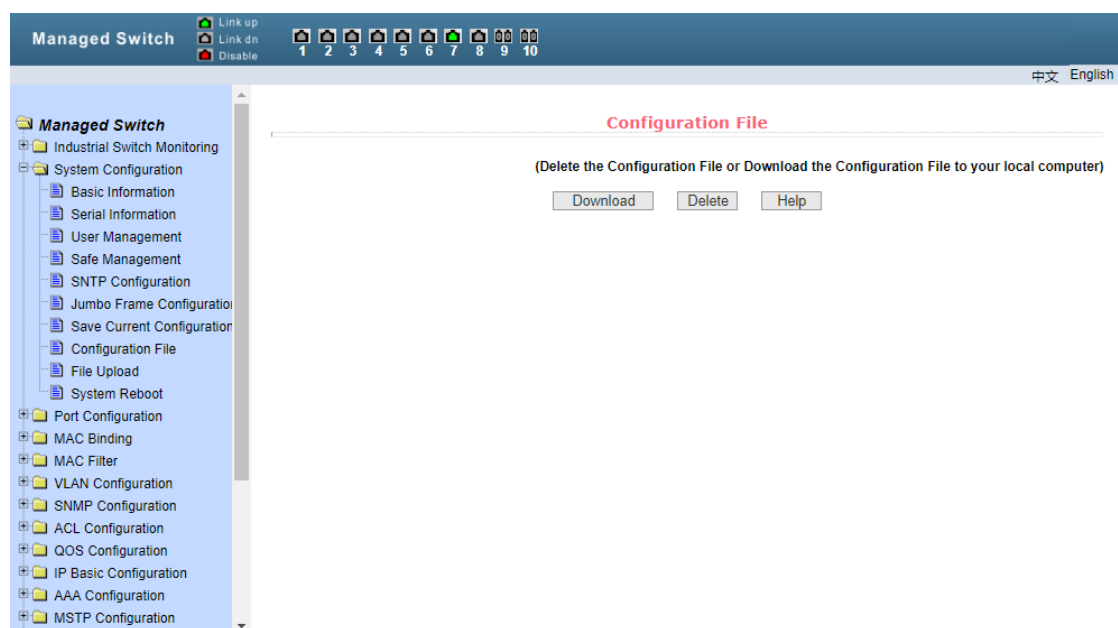 Managed Switch
Link up
Link dn
Disable
1 2 3 4 5 6 7 8 9 10
中文 English
Managed Switch
Industrial Switch Monitoring
System Configuration
Basic Information
Serial Information
User Management
Safe Management
SNTP Configuration
Jumbo Frame Configuratio
Save Current Configuration
Configuration File
File Upload
System Reboot
Port Configuration
MAC Binding
MAC Filter
VLAN Configuration
SNMP Configuration
ACL Configuration
QOS Configuration
IP Basic Configuration
AAA Configuration
MSTP Configuration
Configuration File
(Delete the Configuration File or Download the Configuration File to your local computer)
Download Delete Help